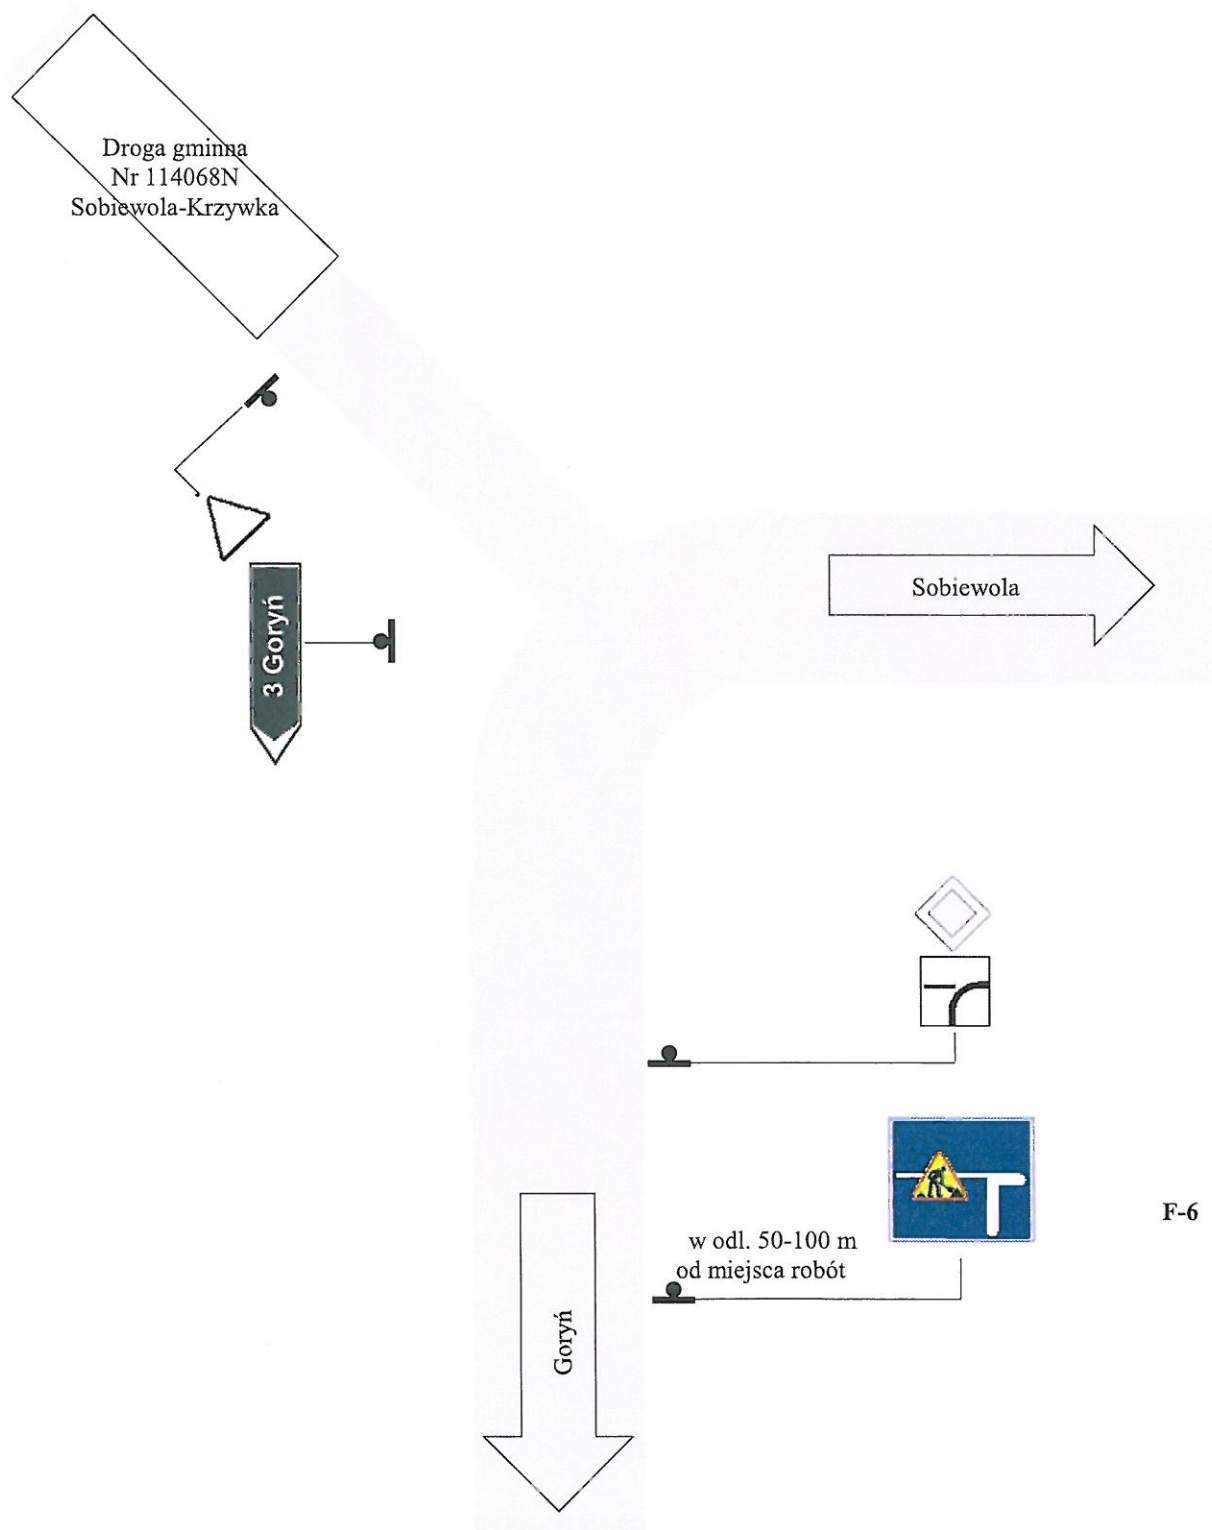 Droga gminna
Nr 114068N
Sobiewola-Krzywka
3 Goryń
Sobiewola
F-6
w odl. 50-100 m
od miejsca robót
Goryń